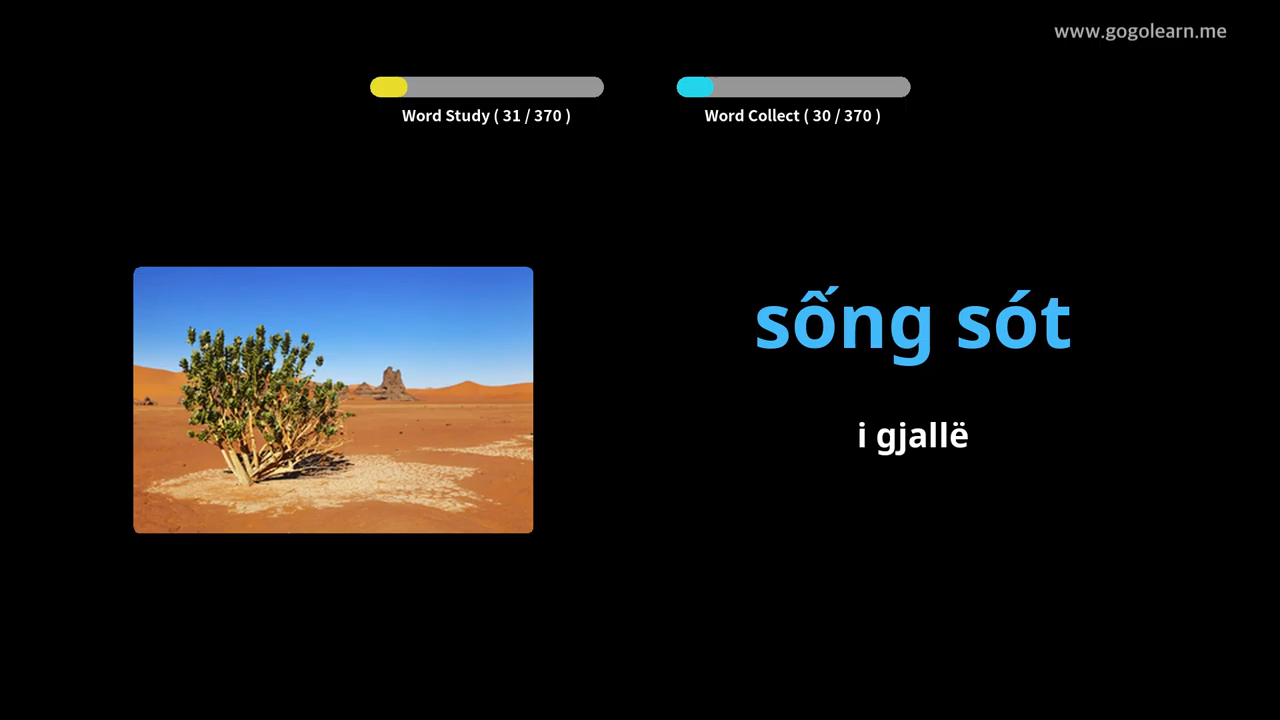 www.gogolearn.me
Word Study ( 31 / 370 )
Word Collect ( 30 / 370 )
sống sót
i gjallë